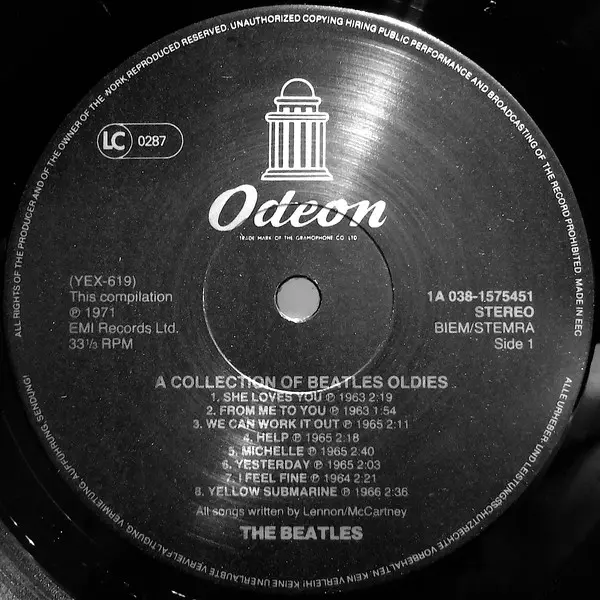 ALL RIGHTS OF THE PRODUCER AND OF THE OWNER OF THE WORK REPRODUCED RESERVED. UNAUTHORIZED COPYING HIRING PUBLIC PERFORMANCE AND BROADCASTING OF THE RECORD PROHIBITED. MADE IN EEC
LC 0287
Odeon
TRADE MARK OF THE GRAMOPHONE CO LTD
(YEX-619)
This compilation
℗ 1971
EMI Records Ltd.
33⅓ RPM
1A 038-1575451
STEREO
BIEM/STEMRA
Side 1
A COLLECTION OF BEATLES OLDIES
1. SHE LOVES YOU ℗ 1963 2:19
2. FROM ME TO YOU ℗ 1963 1:54
3. WE CAN WORK IT OUT ℗ 1965 2:11
4. HELP ℗ 1965 2.18
5. MICHELLE ℗ 1965 2:40
6. YESTERDAY ℗ 1965 2:03
7. I FEEL FINE ℗ 1964 2:21
8. YELLOW SUBMARINE ℗ 1966 2:36
All songs written by Lennon/McCartney
THE BEATLES
ALLE URHEBER UND LEISTUNGSSCHUTZRECHTE VORBEHALTEN. KEIN VERLEIH! KEINE UNERLAUBTE VERVIELFÄLTIGUNG, VERMIETUNG, AUFFÜHRUNG, SENDUNG!